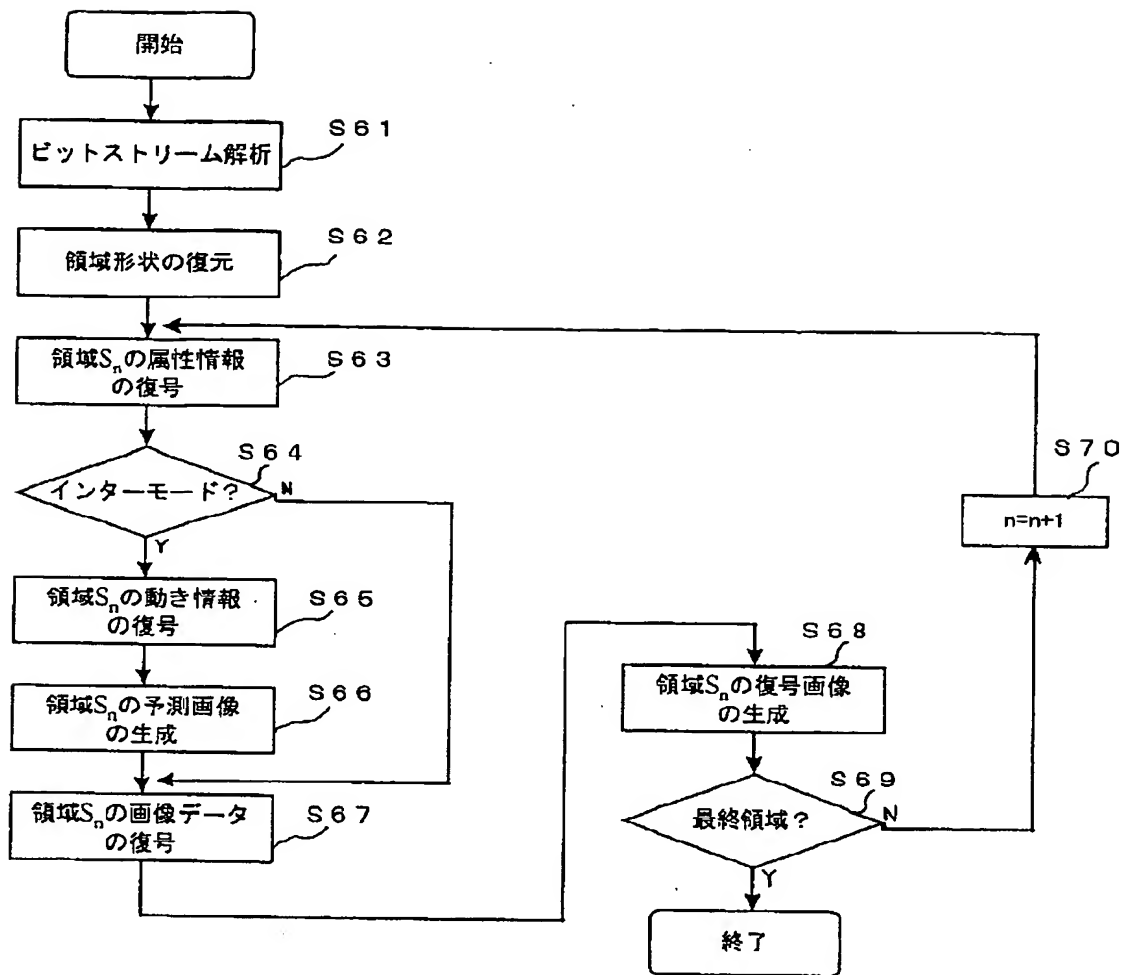 開始
S61
ビットストリーム解析
S62
領域形状の復元
領域Snの属性情報
の復号
S63
S64
インターモード?
N
Y
領域Snの動き情報
の復号
S65
領域Snの予測画像
の生成
S66
領域Snの画像データ
の復号
S67
S68
領域Snの復号画像
の生成
S69
最終領域?
N
Y
終了
S70
n=n+1